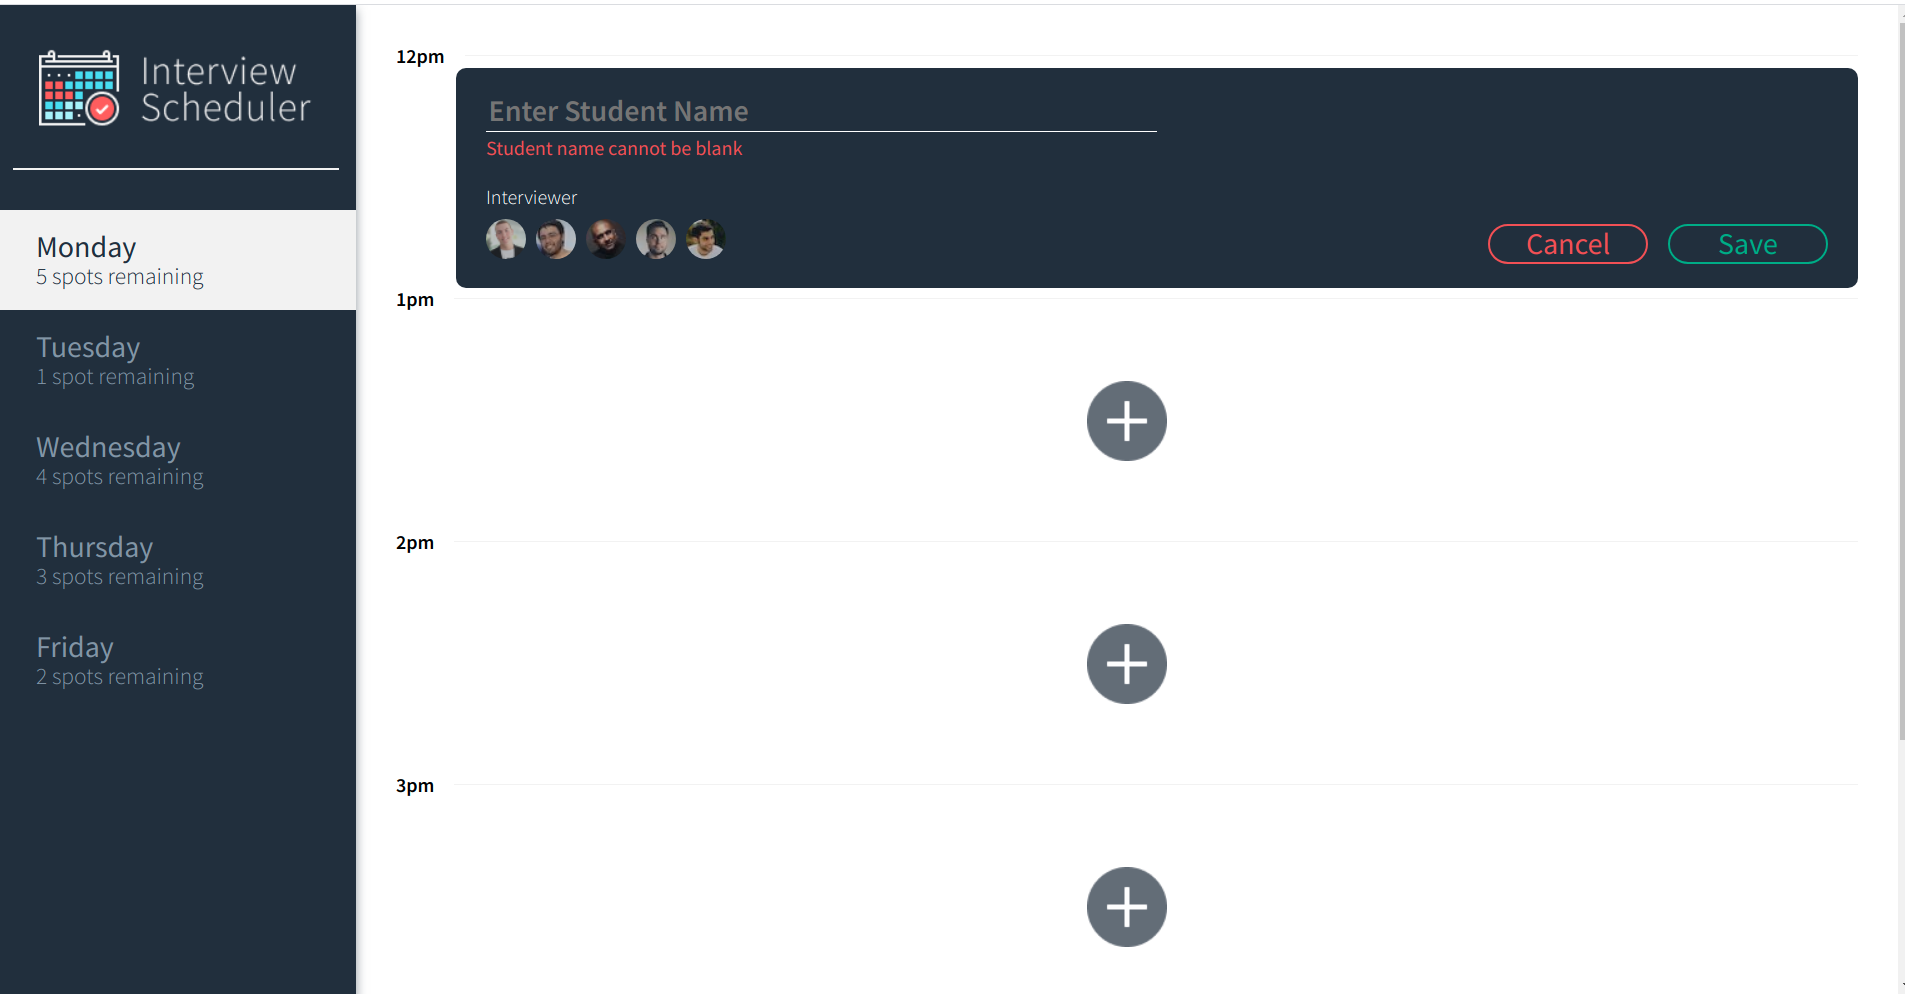 Interview
Scheduler
Monday
5 spots remaining
Tuesday
1 spot remaining
Wednesday
4 spots remaining
Thursday
3 spots remaining
Friday
2 spots remaining
12pm
Enter Student Name
Student name cannot be blank
Interviewer
Cancel Save
1pm
2pm
3pm